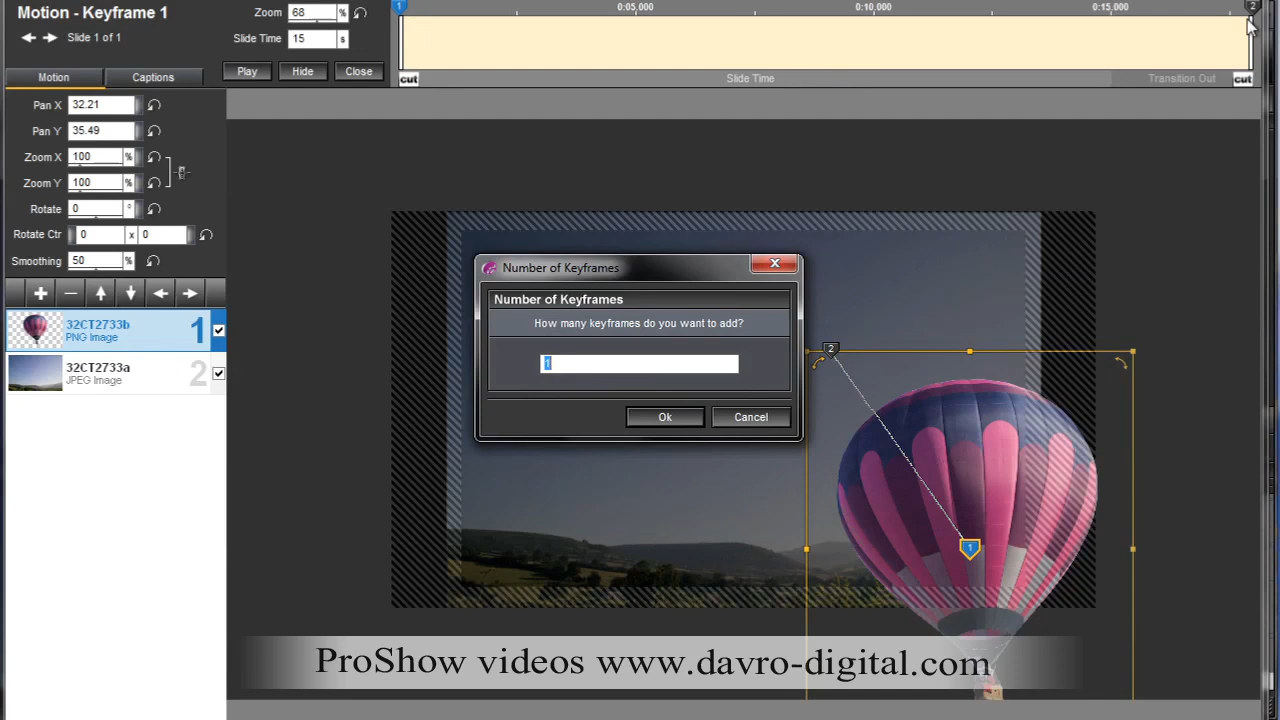 Motion - Keyframe 1
Slide 1 of 1
Zoom 68 %
Slide Time 15 s
Play Hide Close
Motion Captions
1 0:05,000 0:10,000 0:15,000 2
cut Slide Time Transition Out cut
Pan X 32.21
Pan Y 35.49
Zoom X 100 %
Zoom Y 100 %
Rotate 0 °
Rotate Ctr 0 x 0
Smoothing 50 %
32CT2733b
PNG Image
1
32CT2733a
JPEG Image
2
Number of Keyframes
Number of Keyframes
How many keyframes do you want to add?
1
Ok Cancel
2
1
ProShow videos www.davro-digital.com